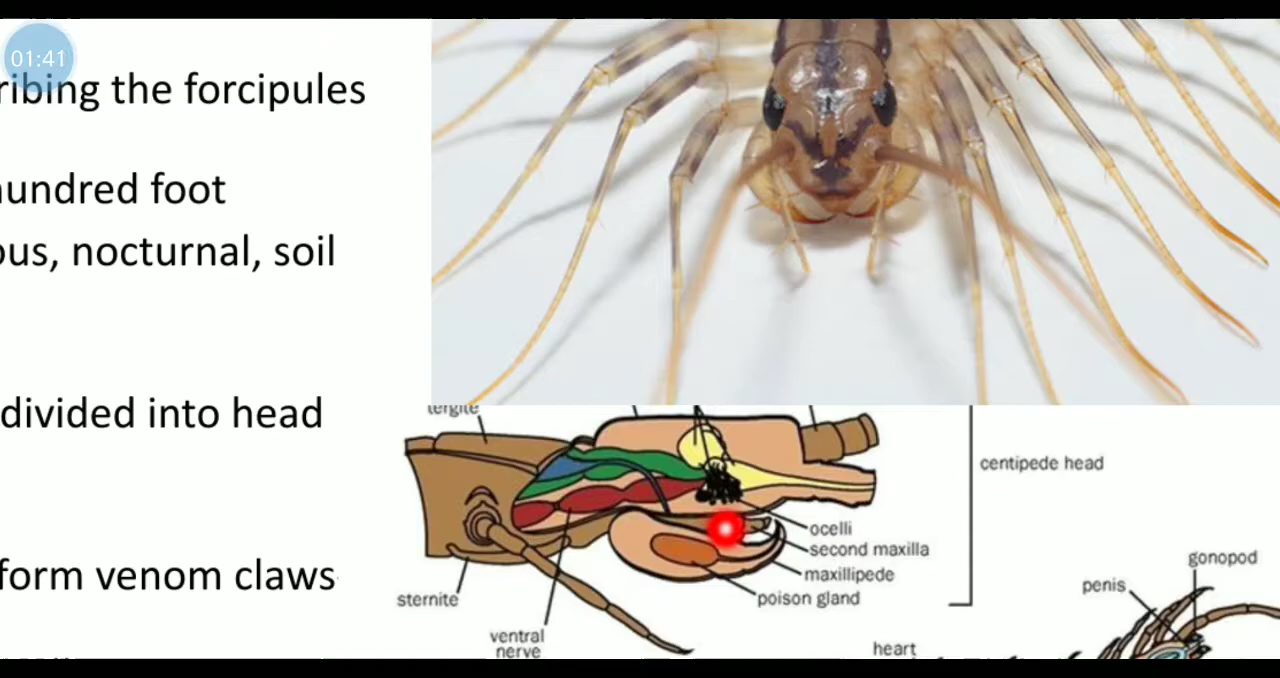 01:41
ribing the forcipules
hundred foot
ous, nocturnal, soil
divided into head
form venom claws
tergite
centipede head
ocelli
second maxilla
maxillipede
poison gland
sternite
ventral
nerve
gonopod
penis
heart